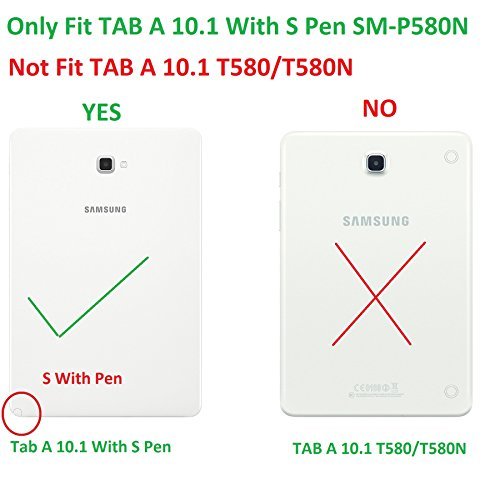 Only Fit TAB A 10.1 With S Pen SM-P580N
Not Fit TAB A 10.1 T580/T580N
YES
NO
SAMSUNG
SAMSUNG
S With Pen
Tab A 10.1 With S Pen
TAB A 10.1 T580/T580N